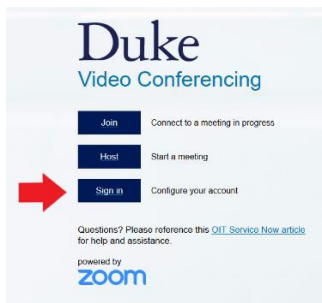 Duke
Video Conferencing
Join Connect to a meeting in progress
Host Start a meeting
Sign in Configure your account
Questions? Please reference this OIT Service Now article
for help and assistance.
powered by
zoom